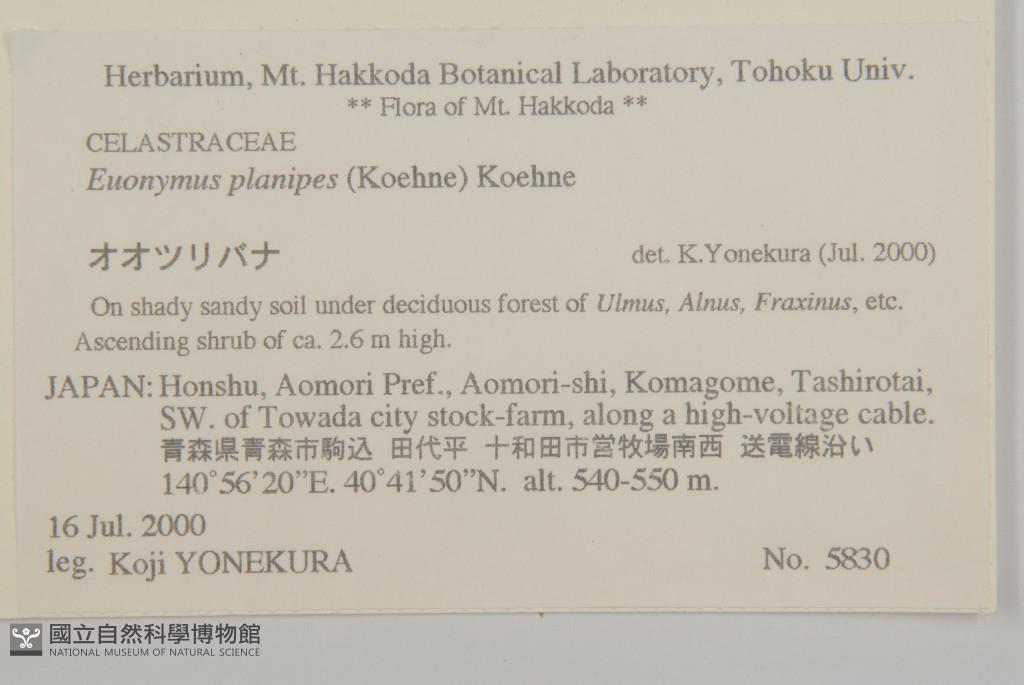 Herbarium, Mt. Hakkoda Botanical Laboratory, Tohoku Univ.
** Flora of Mt. Hakkoda **
CELASTRACEAE
Euonymus planipes (Koehne) Koehne
オオツリバナ det. K.Yonekura (Jul. 2000)
On shady sandy soil under deciduous forest of Ulmus, Alnus, Fraxinus, etc.
Ascending shrub of ca. 2.6 m high.
JAPAN: Honshu, Aomori Pref., Aomori-shi, Komagome, Tashirotai,
SW. of Towada city stock-farm, along a high-voltage cable.
青森県青森市駒込 田代平 十和田市営牧場南西 送電線沿い
140°56’20”E. 40°41’50”N. alt. 540-550 m.
16 Jul. 2000
leg. Koji YONEKURA No. 5830
國立自然科學博物館
NATIONAL MUSEUM OF NATURAL SCIENCE